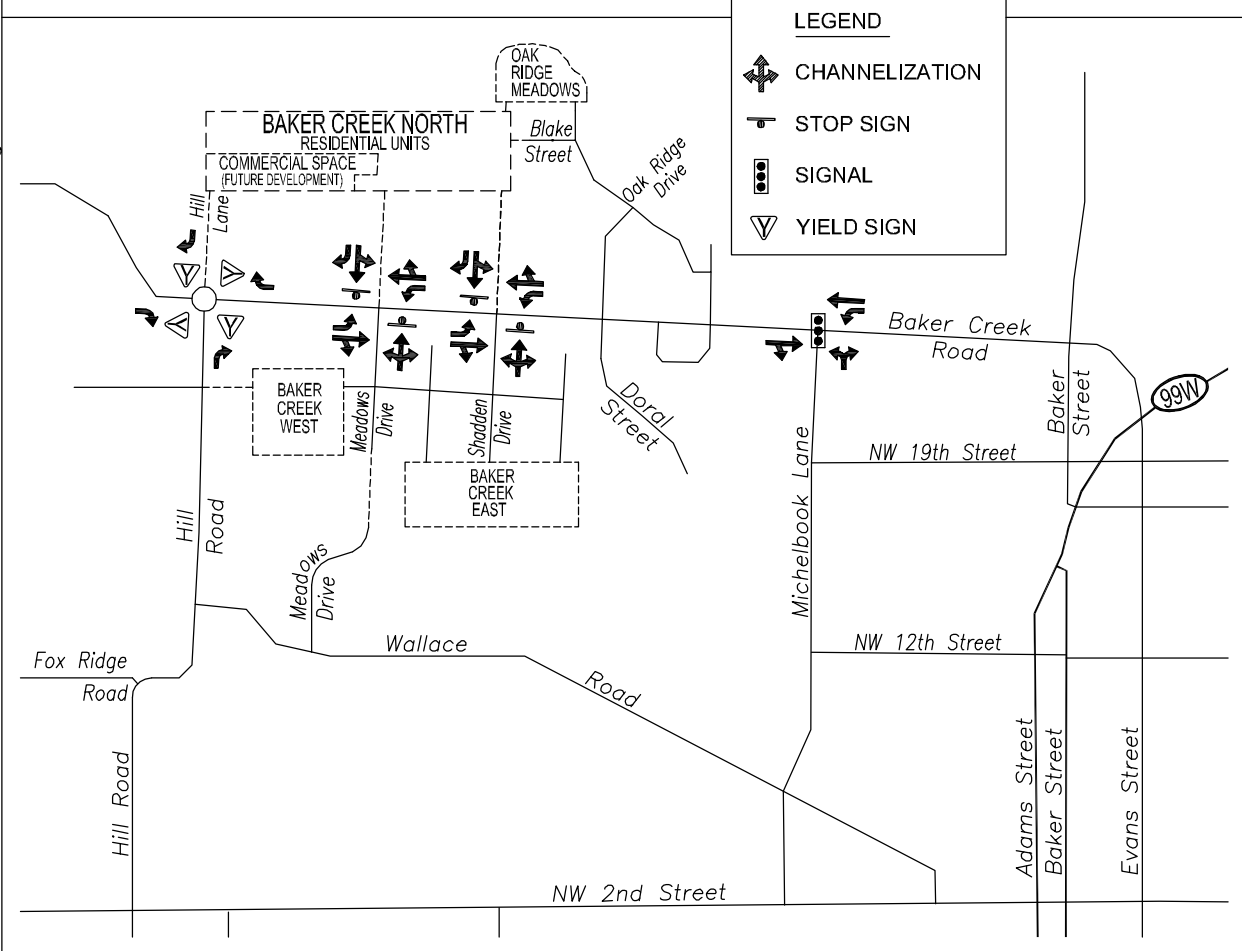 LEGEND
CHANNELIZATION
STOP SIGN
SIGNAL
Y YIELD SIGN
OAK
RIDGE
MEADOWS
BAKER CREEK NORTH
RESIDENTIAL UNITS
COMMERCIAL SPACE
(FUTURE DEVELOPMENT)
Blake
Street
Oak Ridge
Drive
Hill
Lane
Y
Y
Y
Y
Baker Creek
Road
BAKER
CREEK
WEST
Meadows
Drive
Shadden
Drive
Doral
Street
Baker
Street
99W
BAKER
CREEK
EAST
NW 19th Street
Hill
Road
Michelbook Lane
Meadows
Drive
Wallace
Road
NW 12th Street
Fox Ridge
Road
Hill Road
Adams Street
Baker Street
Evans Street
NW 2nd Street